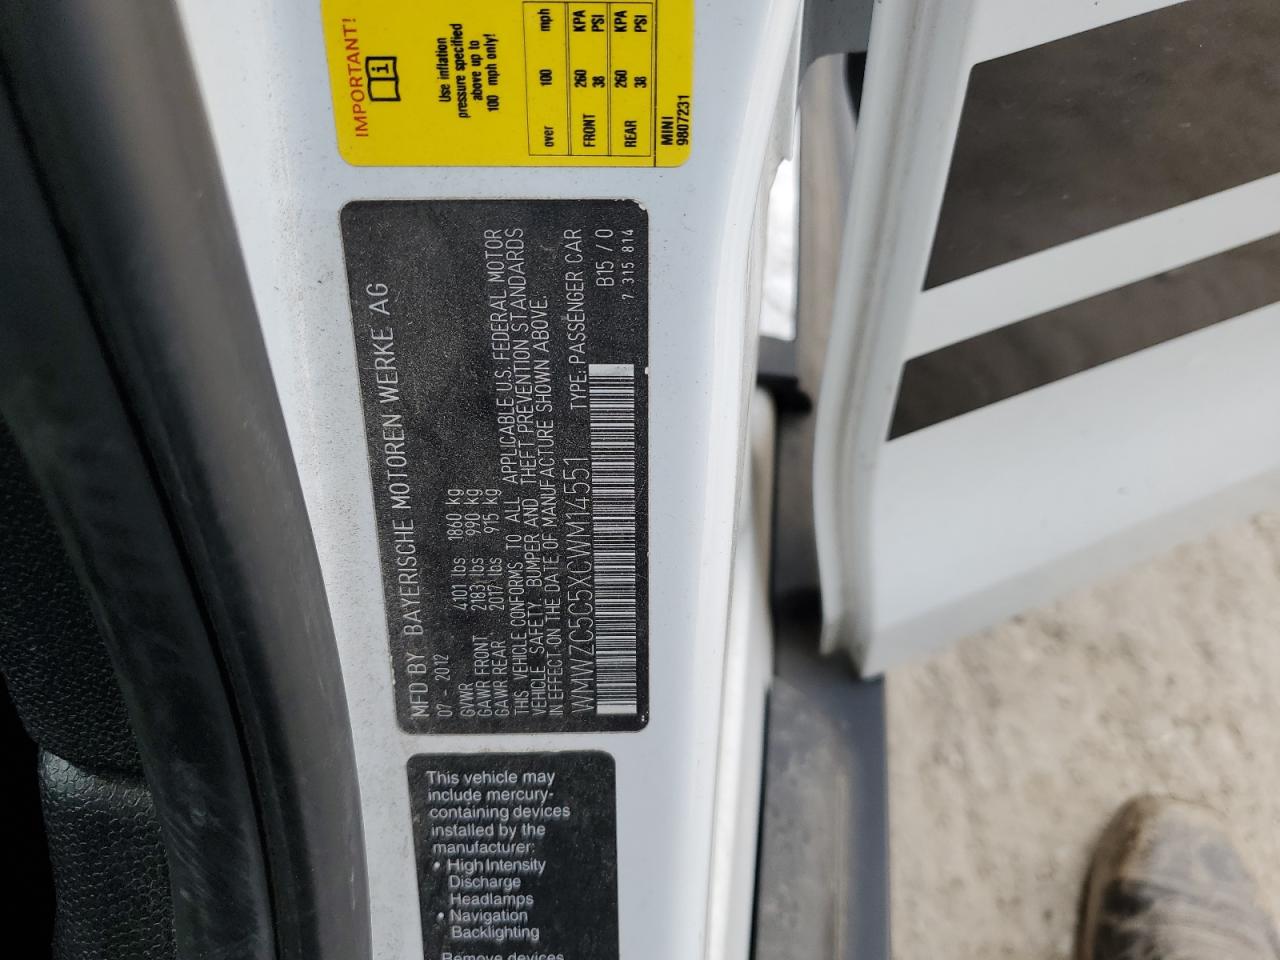 IMPORTANT!
Use inflation
pressure specified
above up to
100 mph only!
over 100 mph
FRONT 260 KPA
38 PSI
REAR 260 KPA
38 PSI
MINI
9807231
MFD BY BAYERISCHE MOTOREN WERKE AG
07 - 2012
GVWR 4101 lbs 1860 kg
GAWR FRONT 2183 lbs 990 kg
GAWR REAR 2017 lbs 915 kg
THIS VEHICLE CONFORMS TO ALL APPLICABLE U.S. FEDERAL MOTOR
VEHICLE SAFETY, BUMPER AND THEFT PREVENTION STANDARDS
IN EFFECT ON THE DATE OF MANUFACTURE SHOWN ABOVE.
WMWZC5C5XCWM14551 TYPE: PASSENGER CAR
B15 / 0
7 315 814
This vehicle may
include mercury-
containing devices
installed by the
manufacturer:
• High Intensity
Discharge
Headlamps
• Navigation
Backlighting
Remove devices